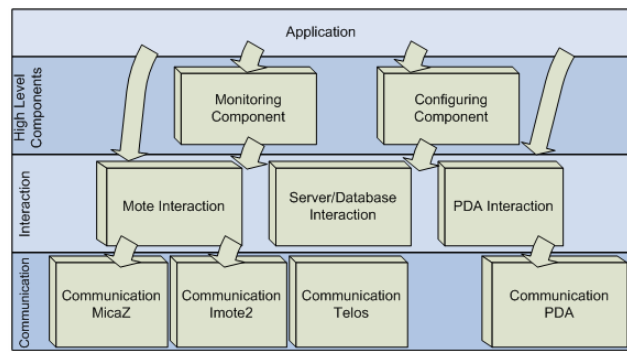 Application
High Level
Components
Monitoring
Component
Configuring
Component
Interaction
Mote Interaction
Server/Database
Interaction
PDA Interaction
Communication
Communication
MicaZ
Communication
Imote2
Communication
Telos
Communication
PDA